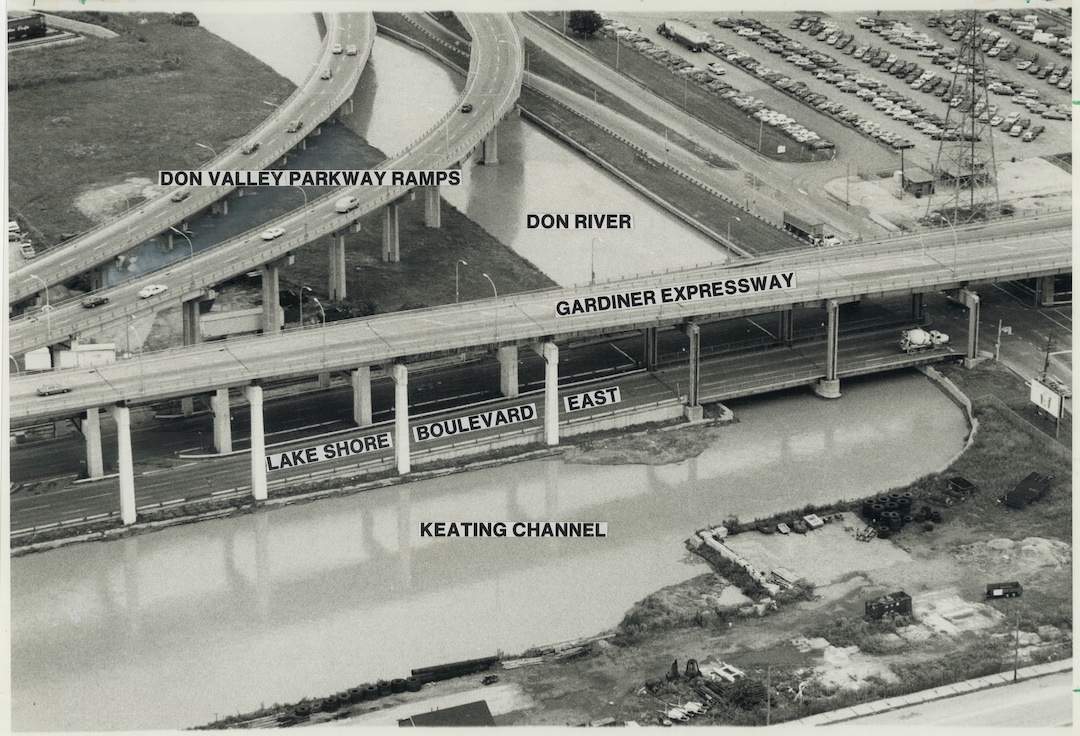 DON VALLEY PARKWAY RAMPS
DON RIVER
GARDINER EXPRESSWAY
LAKE SHORE BOULEVARD EAST
KEATING CHANNEL